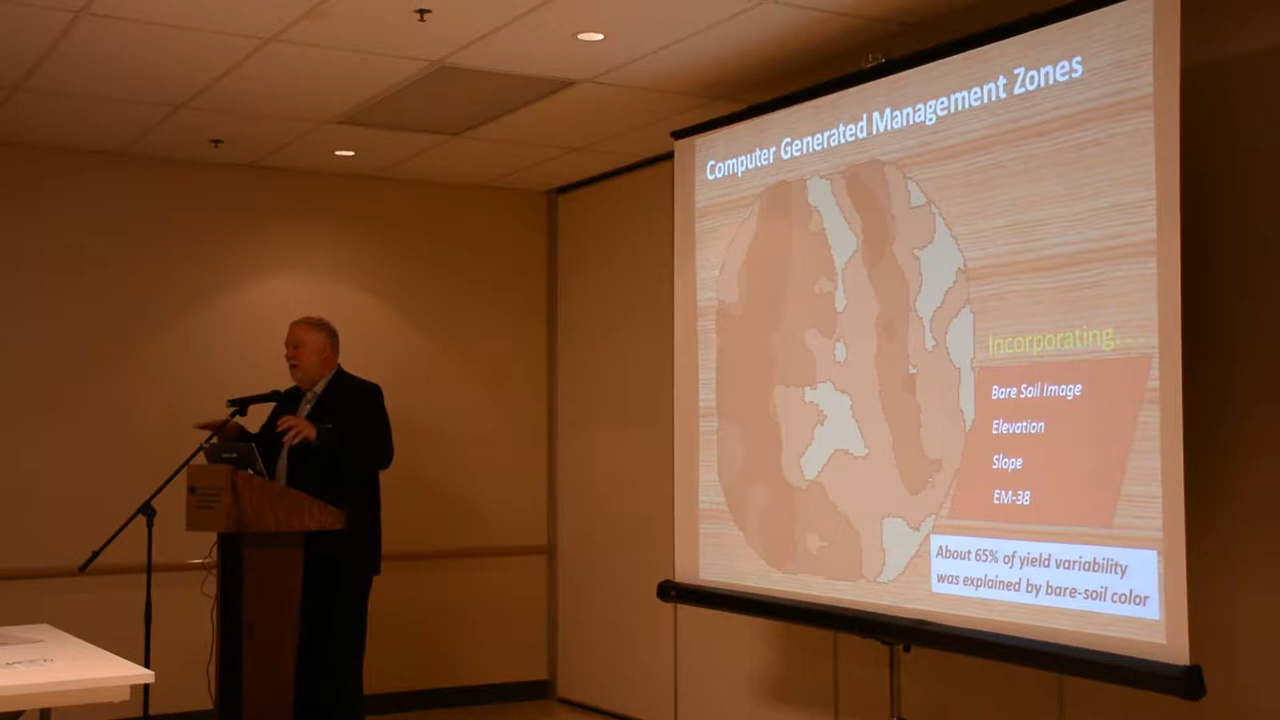 Computer Generated Management Zones
Incorporating. . .
Bare Soil Image
Elevation
Slope
EM-38
About 65% of yield variability
was explained by bare-soil color